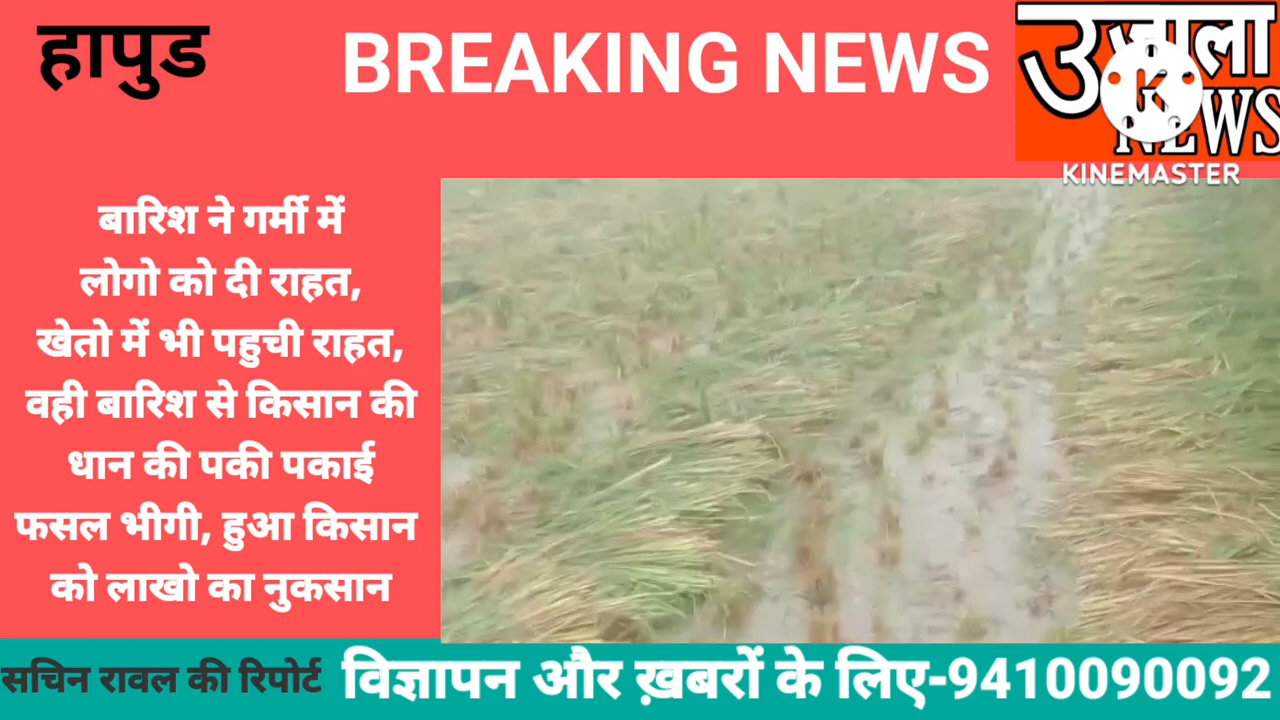 हापुड
BREAKING NEWS
उजाला
NEWS
KINEMASTER
बारिश ने गर्मी में
लोगो को दी राहत,
खेतो में भी पहुची राहत,
वही बारिश से किसान की
धान की पकी पकाई
फसल भीगी, हुआ किसान
को लाखो का नुकसान
सचिन रावल की रिपोर्ट
विज्ञापन और ख़बरों के लिए-9410090092